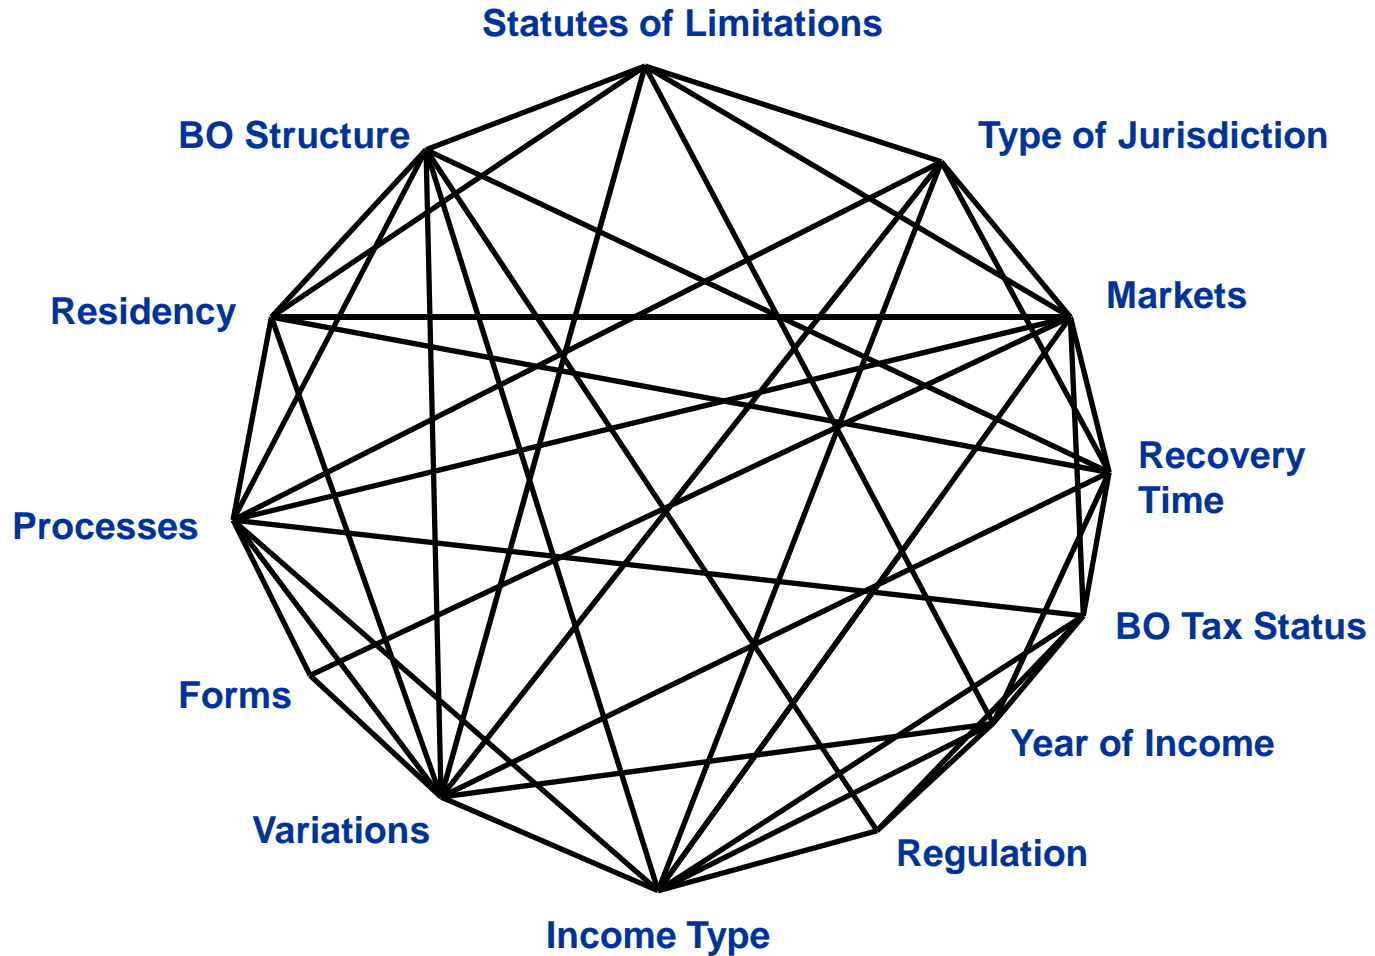 Statutes of Limitations
BO Structure
Type of Jurisdiction
Markets
Residency
Recovery
Time
Processes
BO Tax Status
Forms
Year of Income
Variations
Regulation
Income Type